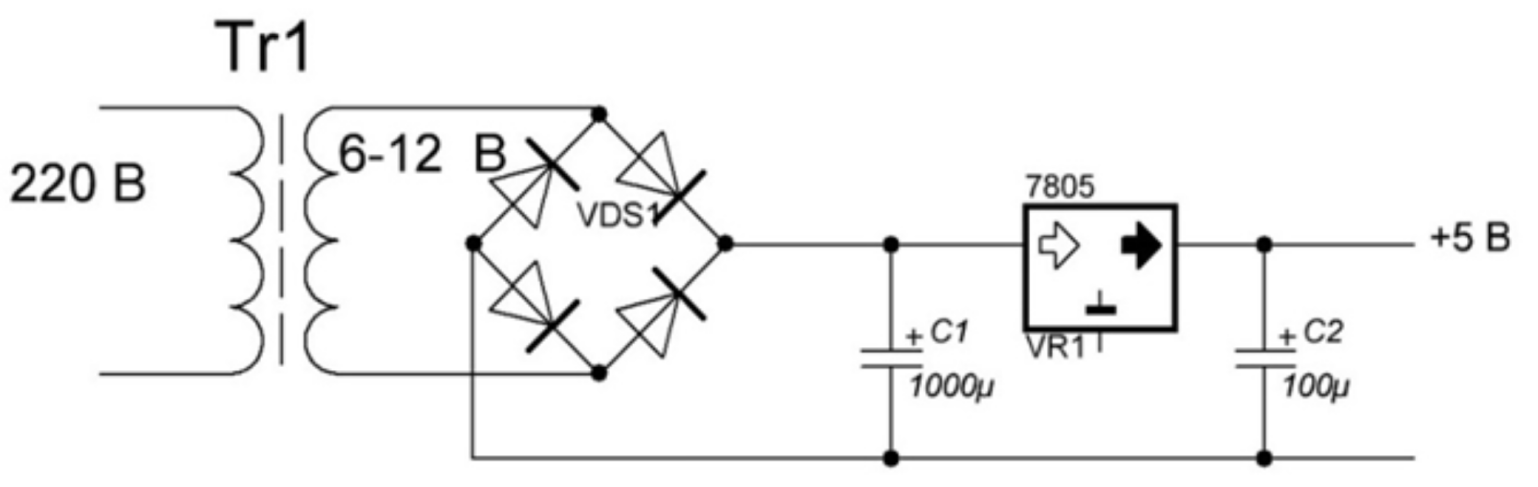 Tr1
220 В
6-12 В
VDS1
7805
VR1
+ C1
1000µ
+ C2
100µ
+5 В